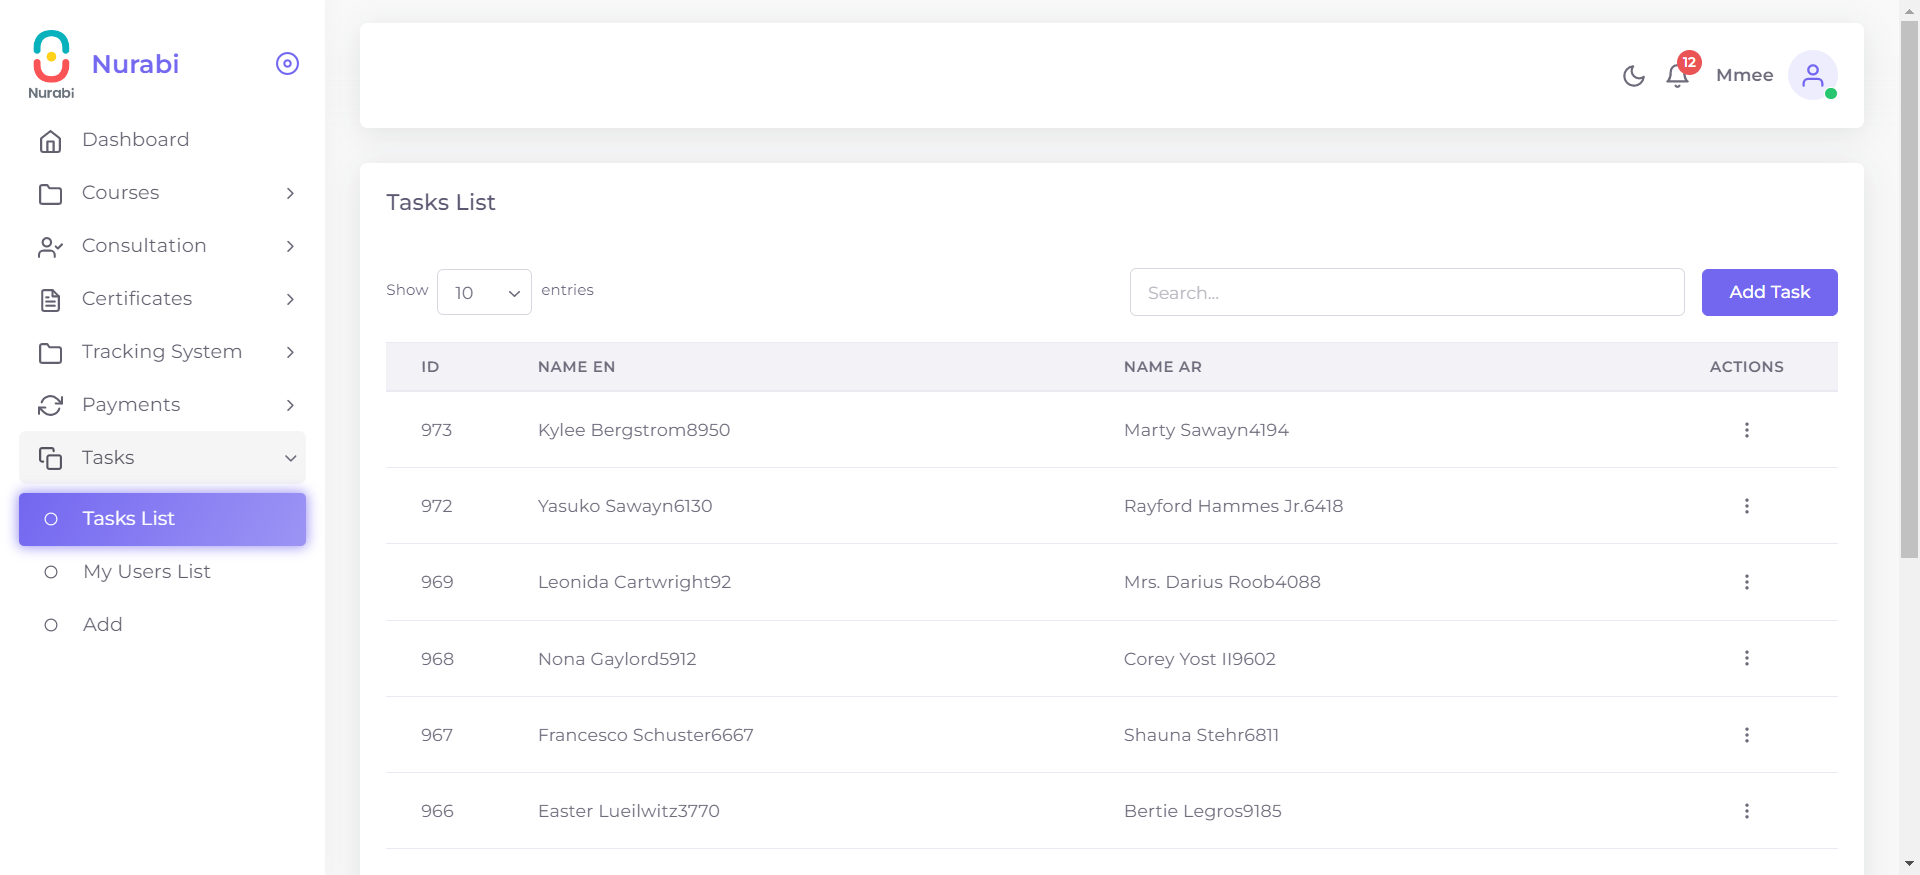 Nurabi
Nurabi
Dashboard
Courses
Consultation
Certificates
Tracking System
Payments
Tasks
Tasks List
My Users List
Add
12
Mmee
Tasks List
Show 10 entries
Search...
Add Task
ID NAME EN NAME AR ACTIONS
973 Kylee Bergstrom8950 Marty Sawayn4194
972 Yasuko Sawayn6130 Rayford Hammes Jr.6418
969 Leonida Cartwright92 Mrs. Darius Roob4088
968 Nona Gaylord5912 Corey Yost II9602
967 Francesco Schuster6667 Shauna Stehr6811
966 Easter Lueilwitz3770 Bertie Legros9185